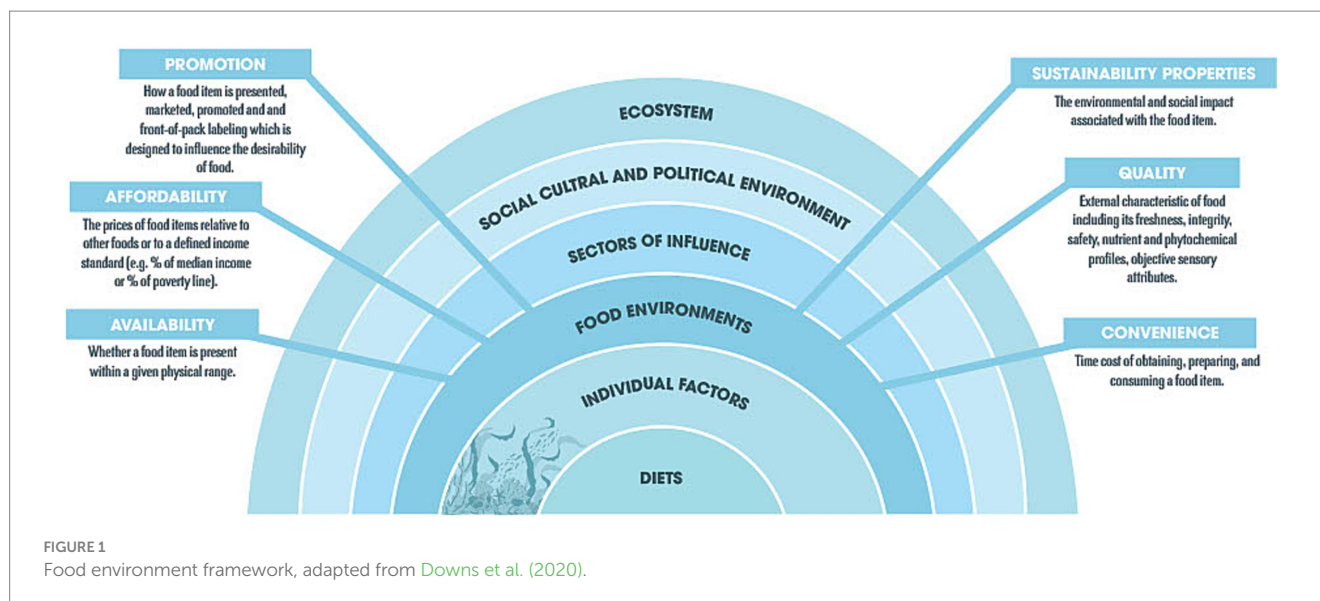 PROMOTION
How a food item is presented,
marketed, promoted and and
front-of-pack labeling which is
designed to influence the desirability
of food.
AFFORDABILITY
The prices of food items relative to
other foods or to a defined income
standard (e.g. % of median income
or % of poverty line).
AVAILABILITY
Whether a food item is present
within a given physical range.
ECOSYSTEM
SOCIAL CULTRAL AND POLITICAL ENVIRONMENT
SECTORS OF INFLUENCE
FOOD ENVIRONMENTS
INDIVIDUAL FACTORS
DIETS
SUSTAINABILITY PROPERTIES
The environmental and social impact
associated with the food item.
QUALITY
External characteristic of food
including its freshness, integrity,
safety, nutrient and phytochemical
profiles, objective sensory
attributes.
CONVENIENCE
Time cost of obtaining, preparing, and
consuming a food item.
FIGURE 1
Food environment framework, adapted from Downs et al. (2020).